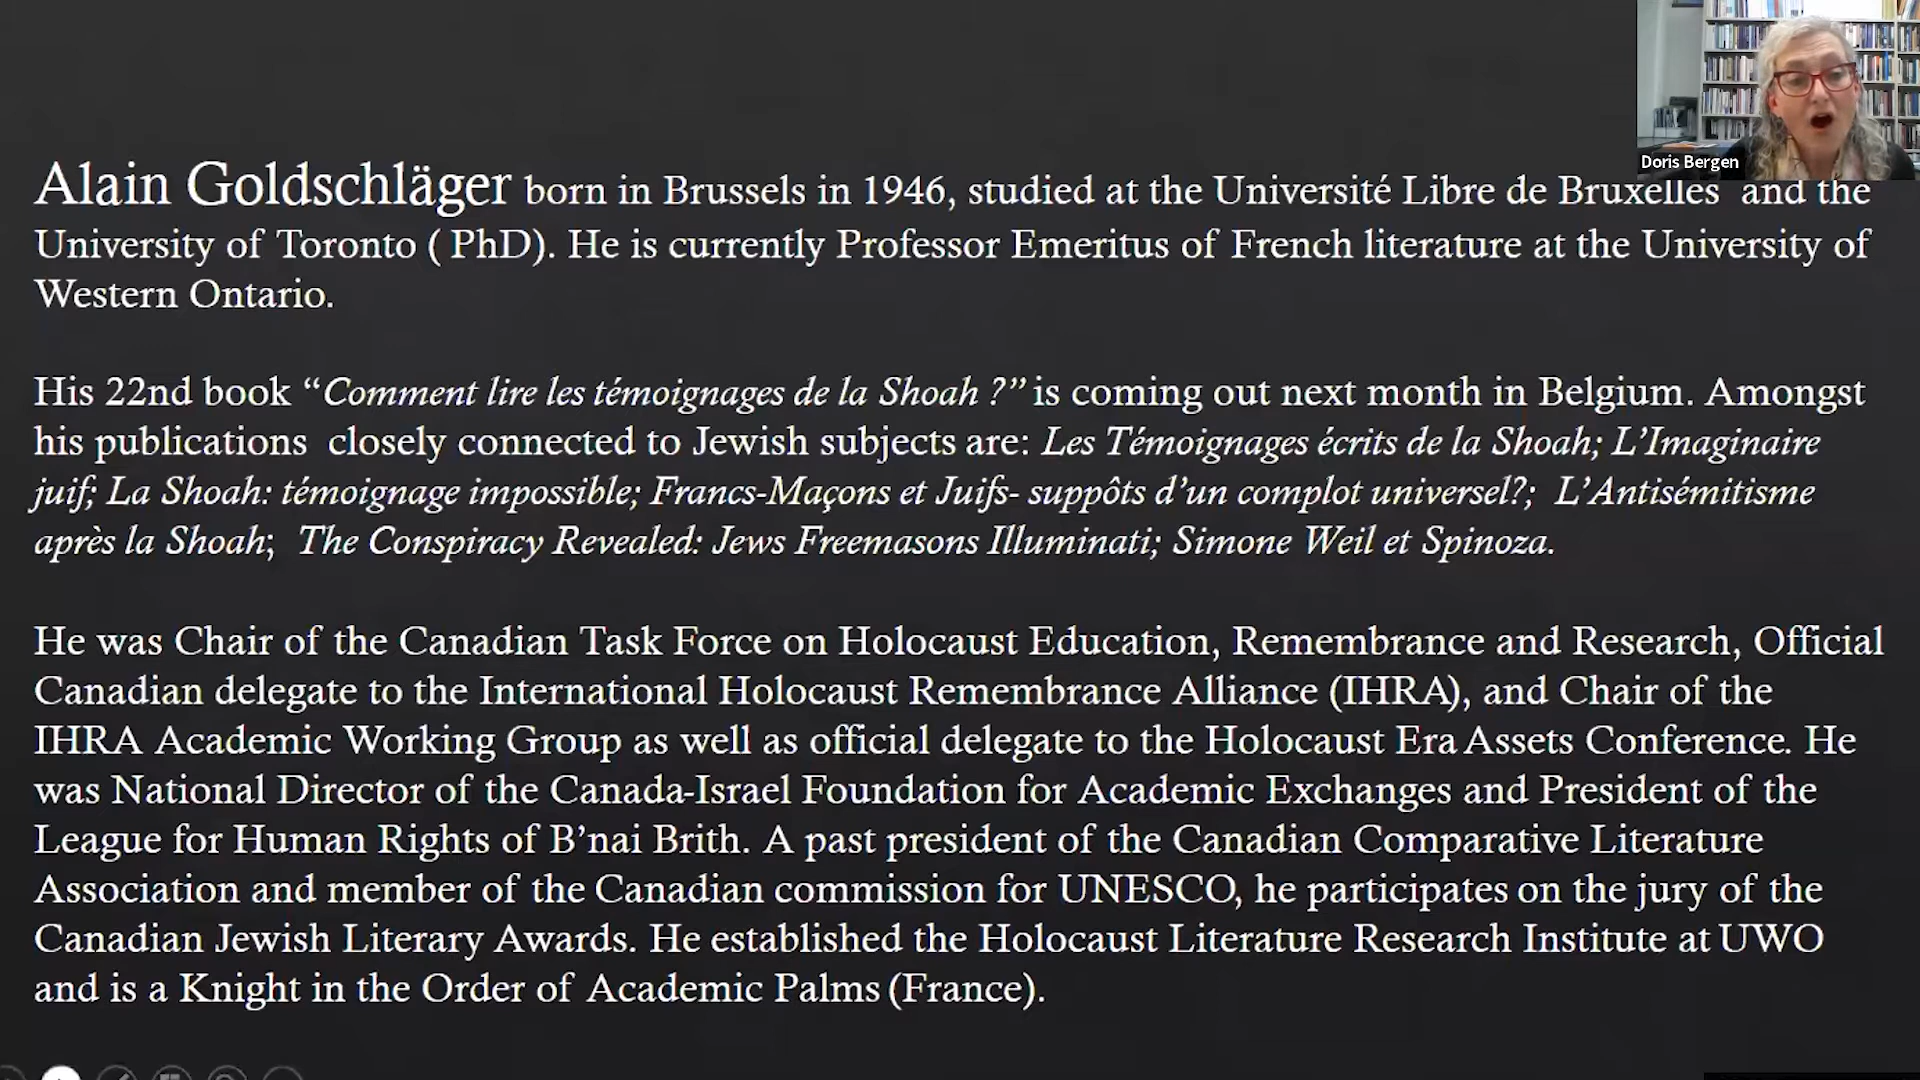 Doris Bergen
Alain Goldschläger born in Brussels in 1946, studied at the Université Libre de Bruxelles and the
University of Toronto ( PhD). He is currently Professor Emeritus of French literature at the University of
Western Ontario.
His 22nd book “Comment lire les témoignages de la Shoah ?” is coming out next month in Belgium. Amongst
his publications closely connected to Jewish subjects are: Les Témoignages écrits de la Shoah; L’Imaginaire
juif; La Shoah: témoignage impossible; Francs-Maçons et Juifs- suppôts d’un complot universel?; L’Antisémitisme
après la Shoah; The Conspiracy Revealed: Jews Freemasons Illuminati; Simone Weil et Spinoza.
He was Chair of the Canadian Task Force on Holocaust Education, Remembrance and Research, Official
Canadian delegate to the International Holocaust Remembrance Alliance (IHRA), and Chair of the
IHRA Academic Working Group as well as official delegate to the Holocaust Era Assets Conference. He
was National Director of the Canada-Israel Foundation for Academic Exchanges and President of the
League for Human Rights of B’nai Brith. A past president of the Canadian Comparative Literature
Association and member of the Canadian commission for UNESCO, he participates on the jury of the
Canadian Jewish Literary Awards. He established the Holocaust Literature Research Institute at UWO
and is a Knight in the Order of Academic Palms (France).